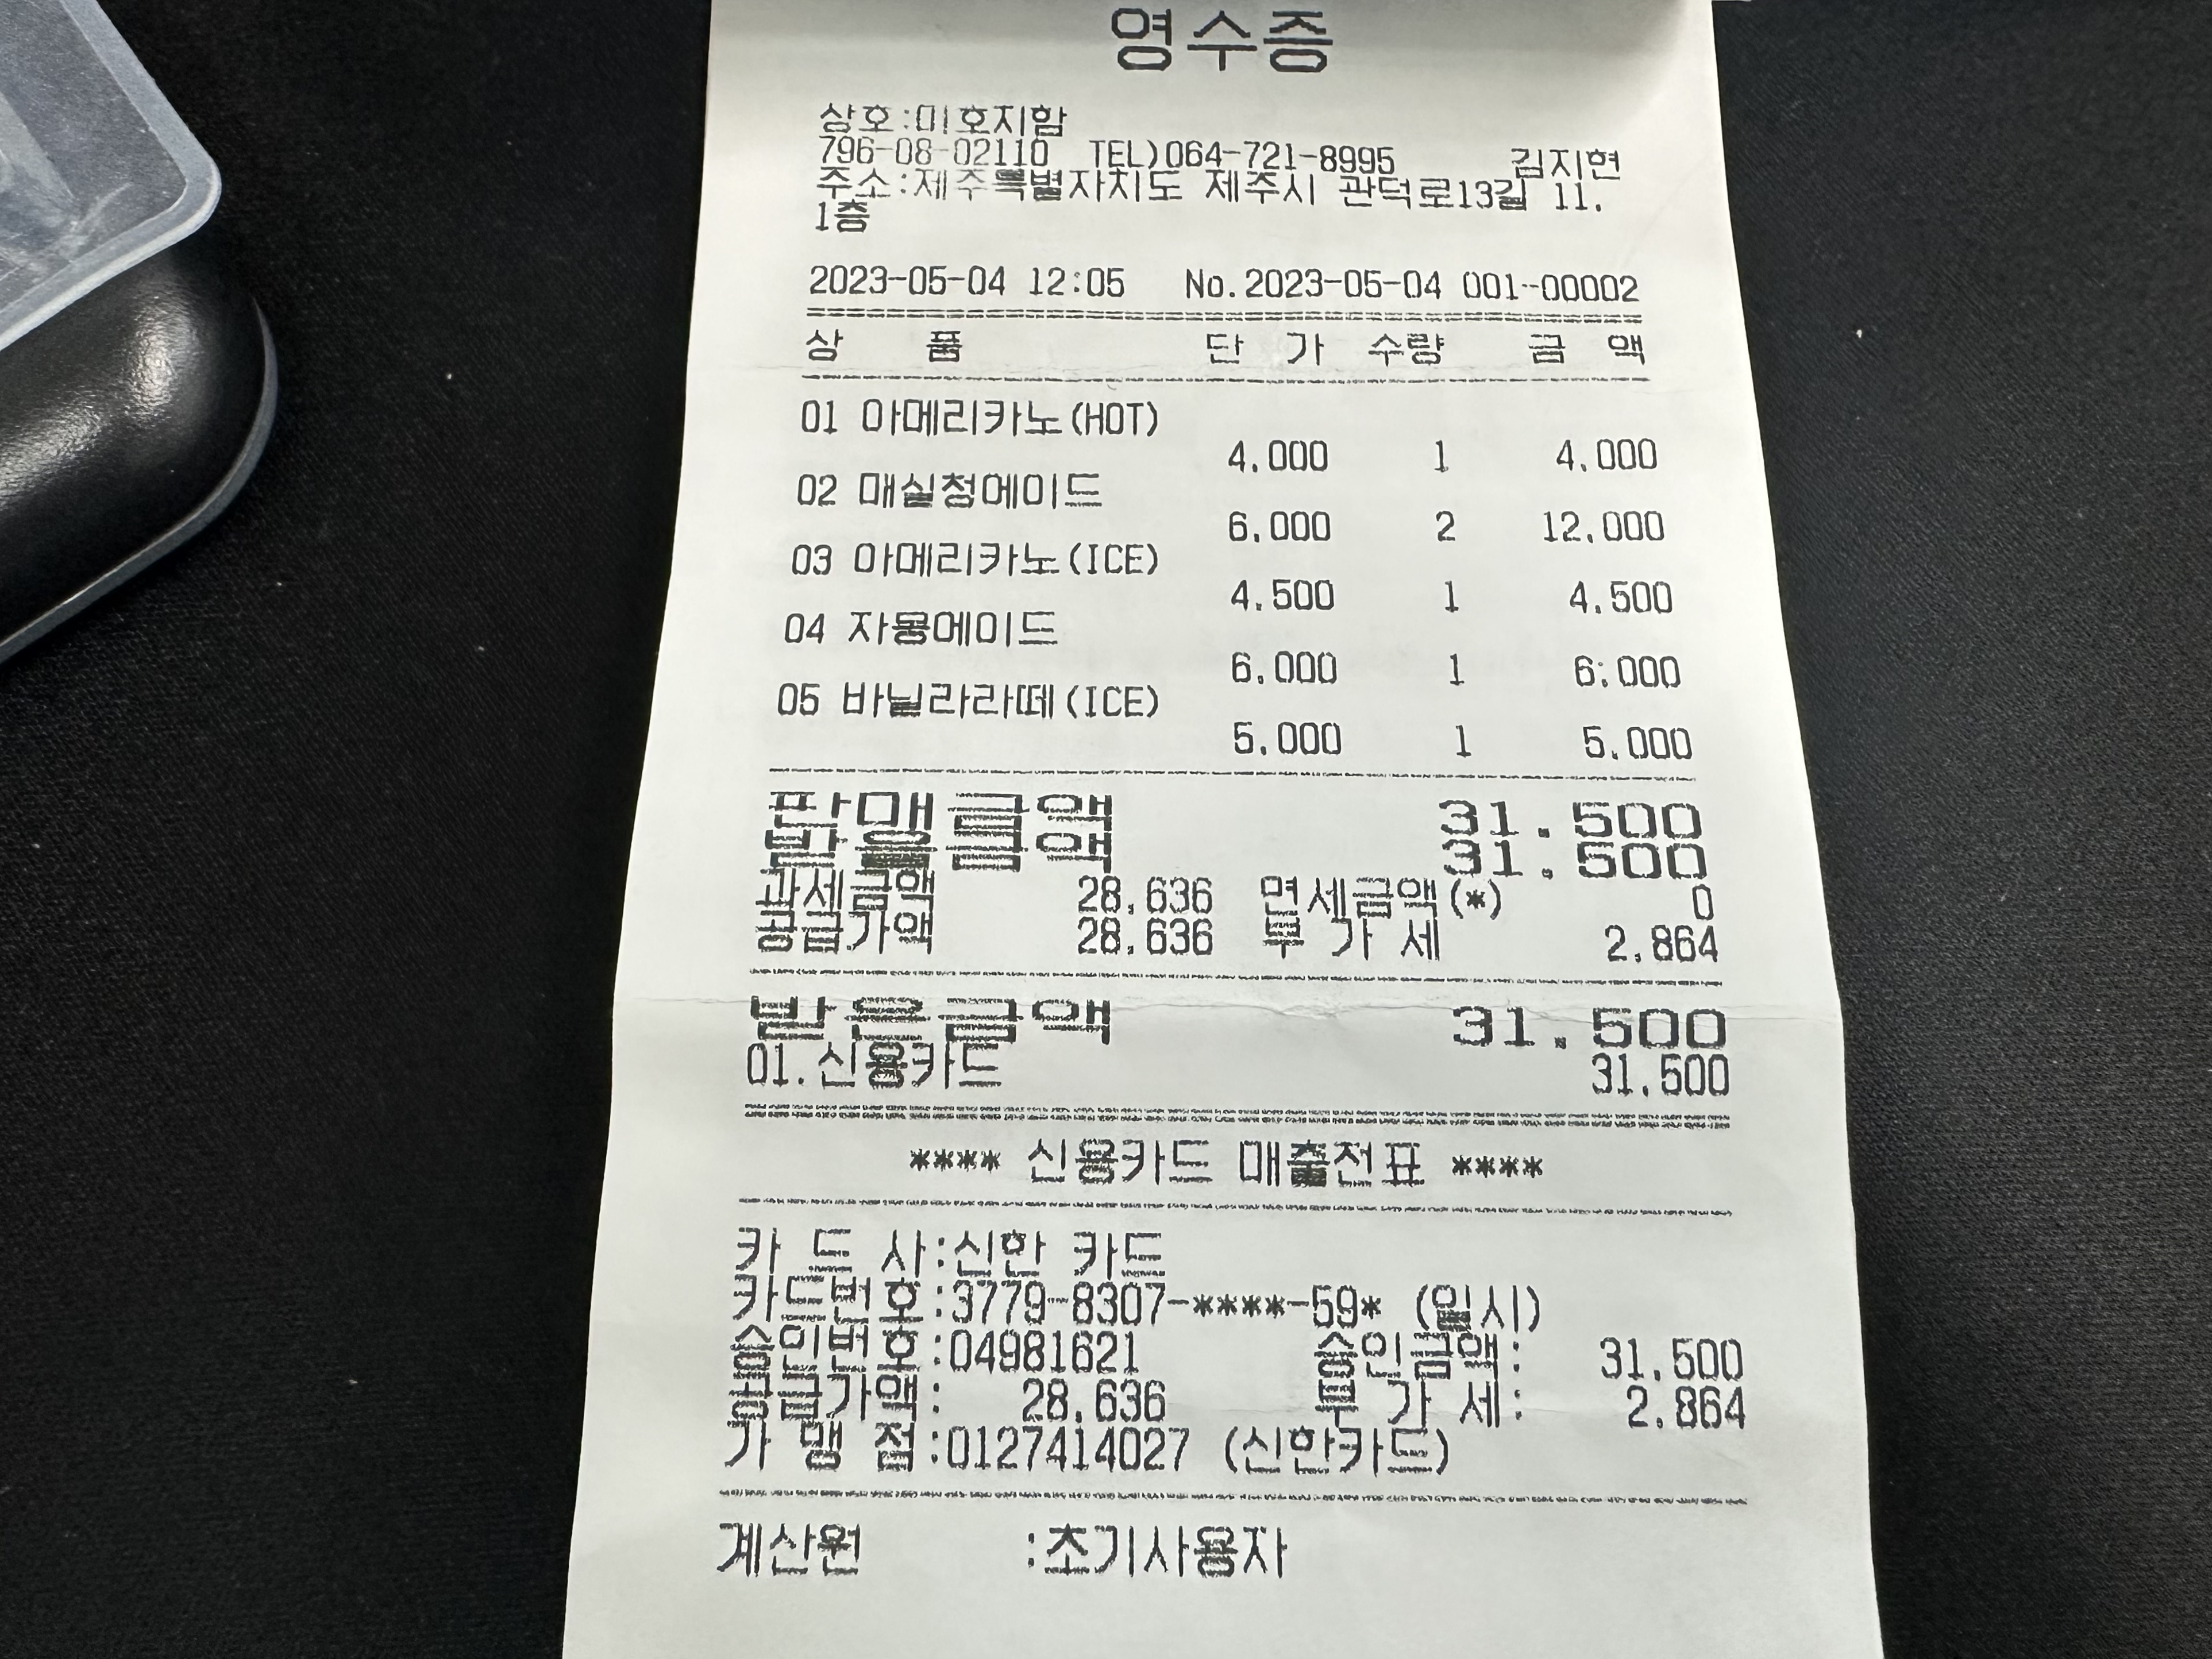 영수증
상호:미호지함
796-08-02110 TEL)064-721-8995 김지현
주소:제주특별자치도 제주시 관덕로13길 11.
1층
2023-05-04 12:05 No.2023-05-04 001-00002
상 품 단 가 수량 금 액
01 아메리카노(HOT)
4.000 1 4.000
02 매실청에이드
6.000 2 12.000
03 아메리카노(ICE)
4.500 1 4.500
04 자몽에이드
6.000 1 6.000
05 바닐라라떼(ICE)
5.000 1 5.000
판매금액 31.500
받을금액 31.500
과세금액 28.636 면세금액(*) 0
공급가액 28.636 부 가 세 2.864
받은금액 31.500
01.신용카드 31.500
**** 신용카드 매출전표 ****
카 드 사:신한 카드
카드번호:3779-8307-****-59* (일시)
승인번호:04981621 승인금액: 31.500
공급가액: 28.636 부 가 세: 2.864
가 맹 점:0127414027 (신한카드)
계산원 :초기사용자